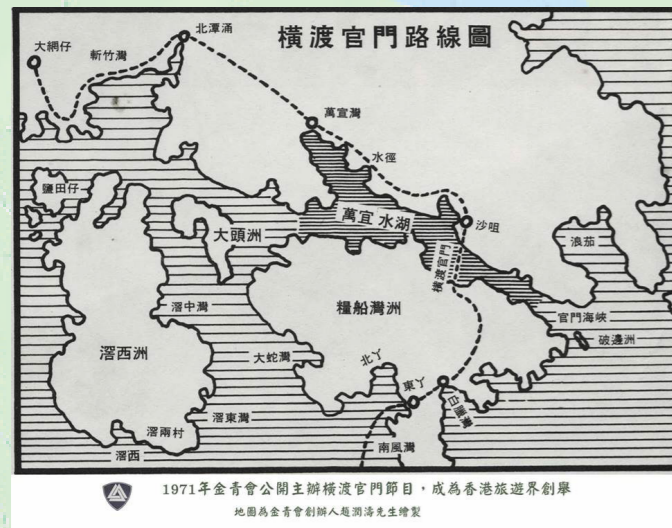 橫渡官門路線圖
北潭涌
大網仔
斬竹灣
萬宜灣
水徑
鹽田仔
萬宜水湖
沙咀
大頭洲
浪茄
橫渡官門
滘中灣
糧船灣洲
官門海峽
破邊洲
滘西洲
大蛇灣
北丫
東丫
白腊灣
滘東灣
滘兩村
南風灣
滘西
1971年金青會公開主辦橫渡官門節目,成為香港旅遊界創舉
地圖為金青會創辦人趙潤濤先生繪製